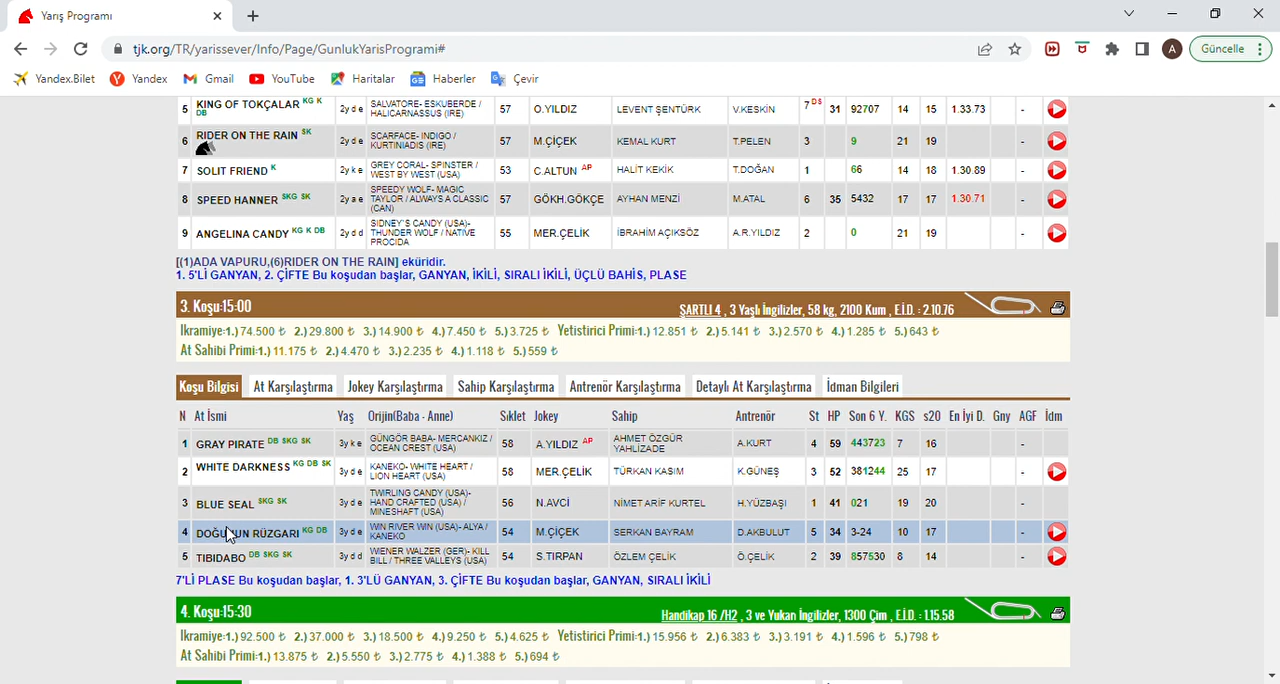 Yarış Programı
tjk.org/TR/yarissever/Info/Page/GunlukYarisProgrami#
A
Güncelle
Yandex.Bilet Yandex Gmail YouTube Haritalar Haberler Çevir
5 KING OF TOKÇALAR KG K DB 2y d e SALVATORE- ESKUBERDE / HALICARNASSUS (IRE) 57 O.YILDIZ LEVENT ŞENTÜRK V.KESKİN 7 DS 31 92707 14 15 1.33.73 -
6 RIDER ON THE RAIN SK 2y d e SCARFACE- INDIGO / KURTINIADIS (IRE) 57 M.ÇİÇEK KEMAL KURT T.PELEN 3 9 21 19 -
7 SOLIT FRIEND K 2y k e GREY CORAL- SPINSTER / WEST BY WEST (USA) 53 C.ALTUN AP HALİT KEKİK T.DOĞAN 1 66 14 18 1.30.89 -
8 SPEED HANNER SKG SK 2y a e SPEEDY WOLF- MAGIC TAYLOR / ALWAYS A CLASSIC (CAN) 57 GÖKH.GÖKÇE AYHAN MENZİ M.ATAL 6 35 5432 17 17 1.30.71 -
9 ANGELINA CANDY KG K DB 2y d d SIDNEY'S CANDY (USA)- THUNDER WOLF / NATIVE PROCIDA 55 MER.ÇELİK İBRAHİM AÇIKSÖZ A.R.YILDIZ 2 0 21 19 -
[(1)ADA VAPURU,(6)RIDER ON THE RAIN] eküridir.
1. 5'Lİ GANYAN, 2. ÇİFTE Bu koşudan başlar, GANYAN, İKİLİ, SIRALI İKİLİ, ÜÇLÜ BAHİS, PLASE
3. Koşu:15:00 ŞARTLI 4 , 3 Yaşlı İngilizler, 58 kg, 2100 Kum , E.İ.D. : 2.10.76
Ikramiye:1.) 74.500 ₺ 2.) 29.800 ₺ 3.) 14.900 ₺ 4.) 7.450 ₺ 5.) 3.725 ₺ Yetistirici Primi:1.) 12.851 ₺ 2.) 5.141 ₺ 3.) 2.570 ₺ 4.) 1.285 ₺ 5.) 643 ₺
At Sahibi Primi:1.) 11.175 ₺ 2.) 4.470 ₺ 3.) 2.235 ₺ 4.) 1.118 ₺ 5.) 559 ₺
Koşu Bilgisi At Karşılaştırma Jokey Karşılaştırma Sahip Karşılaştırma Antrenör Karşılaştırma Detaylı At Karşılaştırma İdman Bilgileri
N At İsmi Yaş Orijin(Baba - Anne) Sıklet Jokey Sahip Antrenör St HP Son 6 Y. KGS s20 En İyi D. Gny AGF İdm
1 GRAY PIRATE DB SKG SK 3y k e GÜNGÖR BABA- MERCANKIZ / OCEAN CREST (USA) 58 A.YILDIZ AP AHMET ÖZGÜR YAHLİZADE A.KURT 4 59 443723 7 16 -
2 WHITE DARKNESS KG DB SK 3y d e KANEKO- WHITE HEART / LION HEART (USA) 58 MER.ÇELİK TÜRKAN KASIM K.GÜNEŞ 3 52 381244 25 17 -
3 BLUE SEAL SKG SK 3y d e TWIRLING CANDY (USA)- HAND CRAFTED (USA) / MINESHAFT (USA) 56 N.AVCİ NİMET ARİF KURTEL H.YÜZBAŞI 1 41 021 19 20 -
4 DOĞUNUN RÜZGARI KG DB 3y d e WIN RIVER WIN (USA)- ALYA / KANEKO 54 M.ÇİÇEK SERKAN BAYRAM D.AKBULUT 5 34 3-24 10 17 -
5 TIBIDABO DB SKG SK 3y d d WIENER WALZER (GER)- KILL BILL / THREE VALLEYS (USA) 54 S.TIRPAN ÖZLEM ÇELİK Ö.ÇELİK 2 39 857530 8 14 -
7'Lİ PLASE Bu koşudan başlar, 1. 3'LÜ GANYAN, 3. ÇİFTE Bu koşudan başlar, GANYAN, SIRALI İKİLİ
4. Koşu:15:30 Handikap 16 /H2 , 3 ve Yukarı İngilizler, 1300 Çim , E.İ.D. : 1.15.58
Ikramiye:1.) 92.500 ₺ 2.) 37.000 ₺ 3.) 18.500 ₺ 4.) 9.250 ₺ 5.) 4.625 ₺ Yetistirici Primi:1.) 15.956 ₺ 2.) 6.383 ₺ 3.) 3.191 ₺ 4.) 1.596 ₺ 5.) 798 ₺
At Sahibi Primi:1.) 13.875 ₺ 2.) 5.550 ₺ 3.) 2.775 ₺ 4.) 1.388 ₺ 5.) 694 ₺